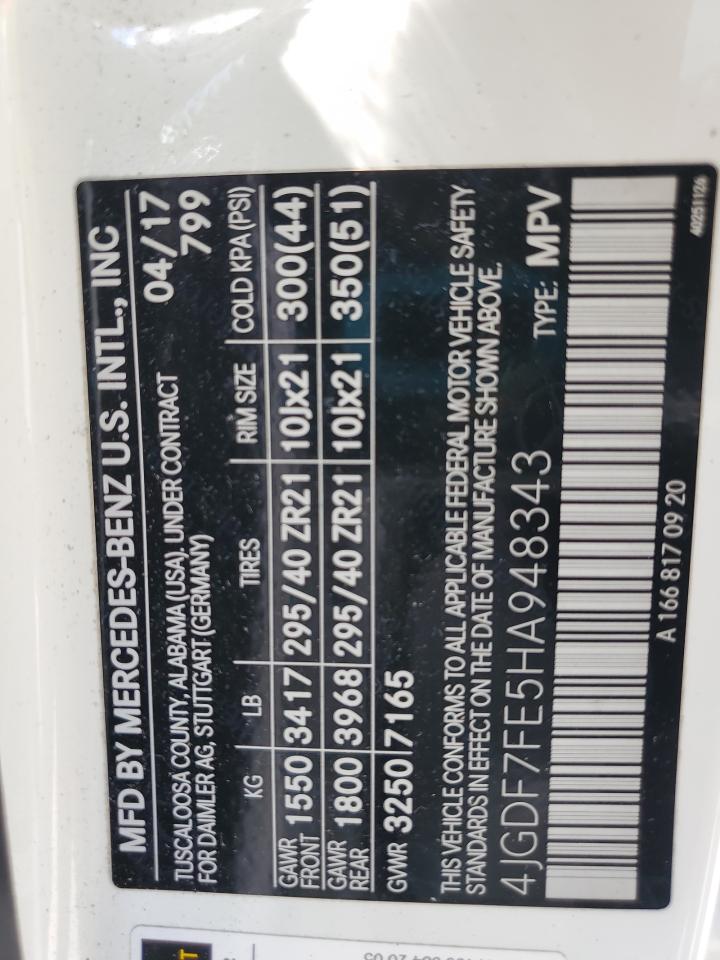 MFD BY MERCEDES-BENZ U.S. INTL., INC
TUSCALOOSA COUNTY, ALABAMA (USA), UNDER CONTRACT 04/17
FOR DAIMLER AG, STUTTGART (GERMANY) 799
KG LB TIRES RIM SIZE COLD KPA (PSI)
GAWR FRONT 1550 3417 295/40 ZR21 10Jx21 300(44)
GAWR REAR 1800 3968 295/40 ZR21 10Jx21 350(51)
GVWR 3250 7165
THIS VEHICLE CONFORMS TO ALL APPLICABLE FEDERAL MOTOR VEHICLE SAFETY
STANDARDS IN EFFECT ON THE DATE OF MANUFACTURE SHOWN ABOVE.
4JGDF7FE5HA948343 TYPE: MPV
A 166 817 09 20
40251126